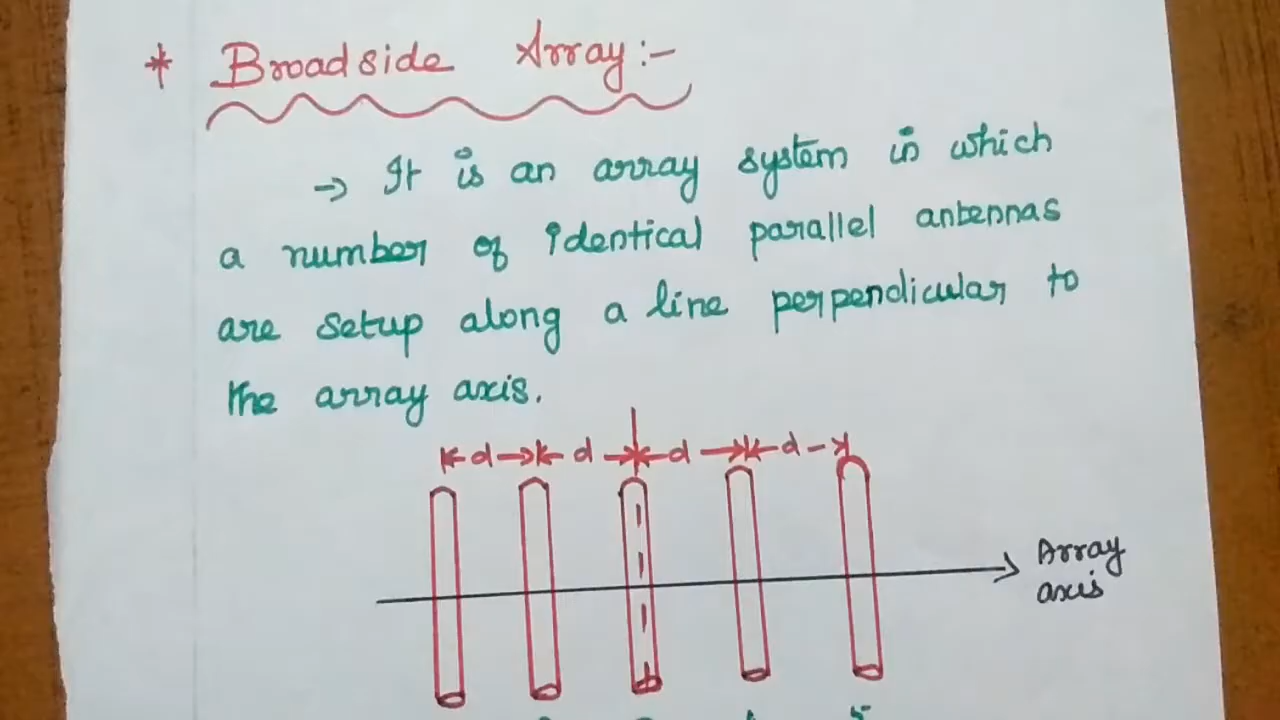 * Broadside Array:-
→ It is an array system in which
a number of identical parallel antennas
are setup along a line perpendicular to
the array axis.
d d d d
Array
axis
5